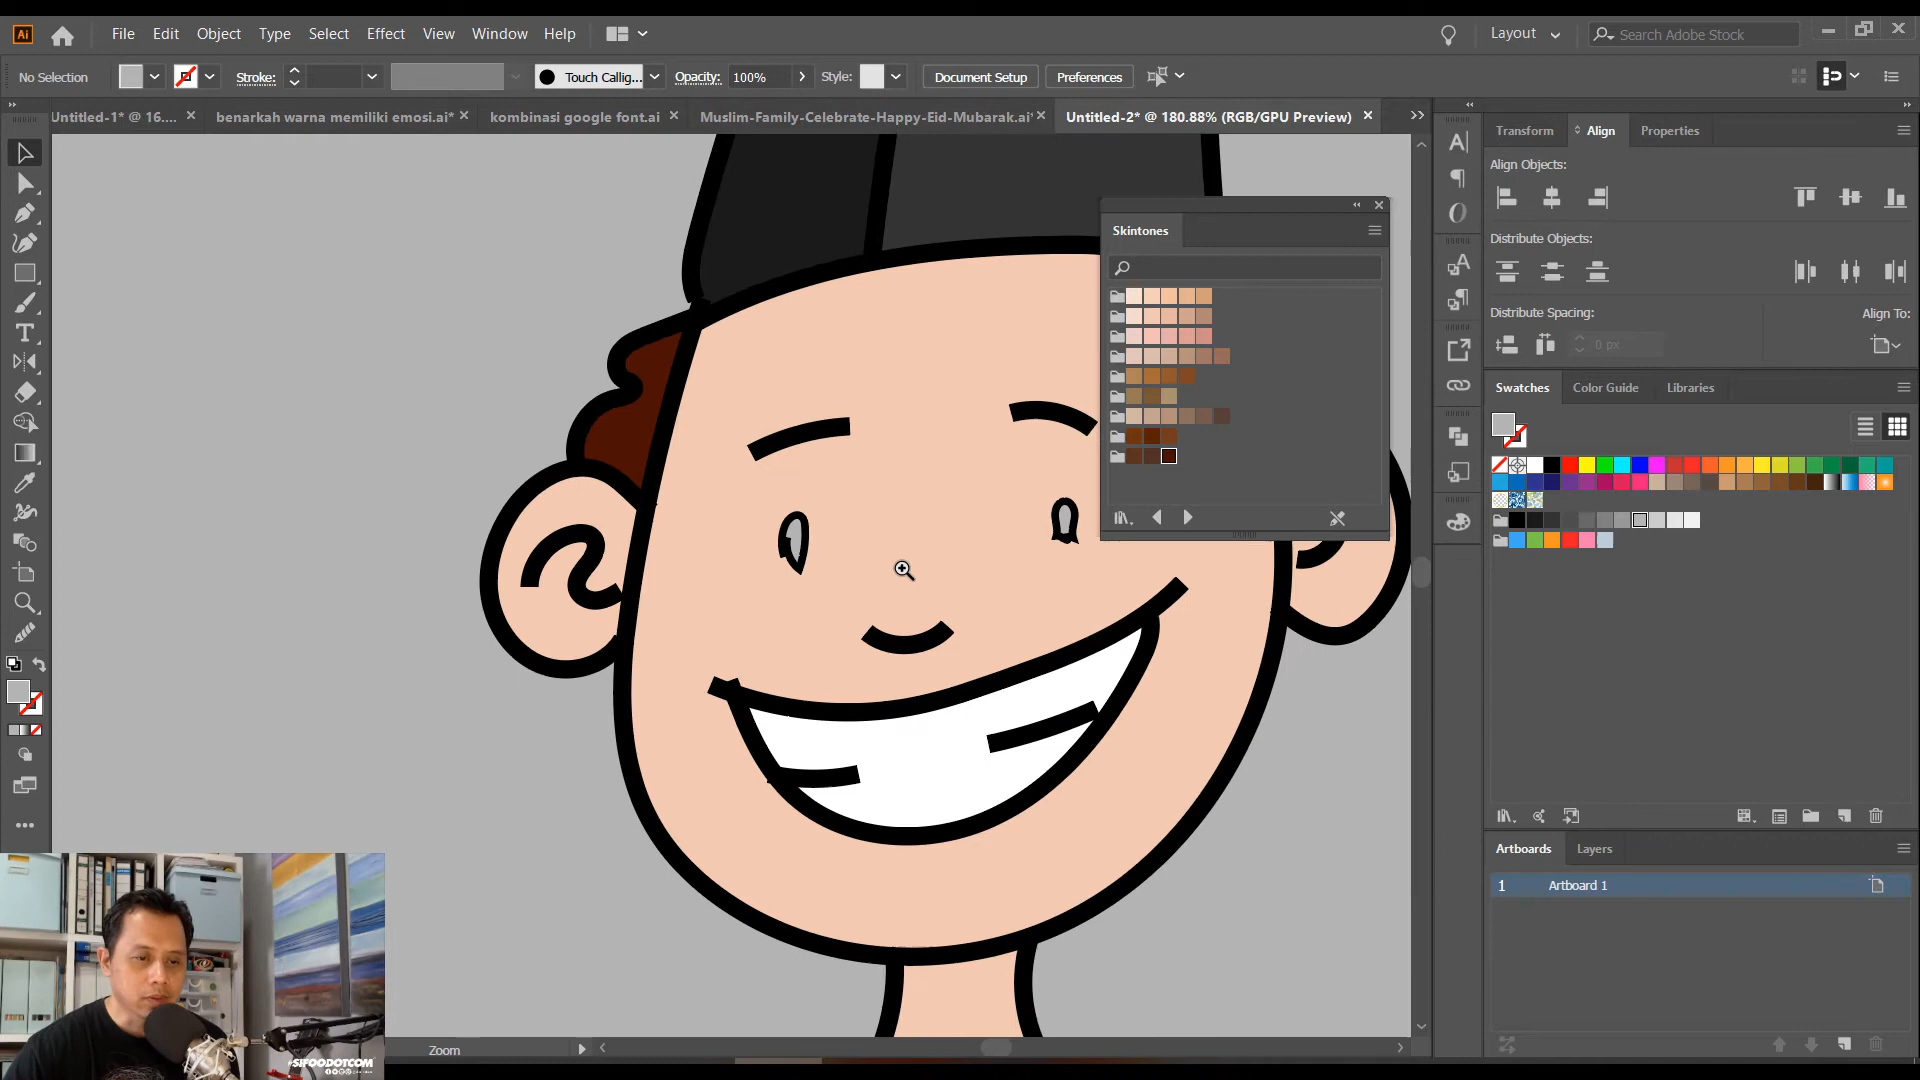 Ai File Edit Object Type Select Effect View Window Help Layout Search Adobe Stock
No Selection Stroke: Touch Callig... Opacity: 100% Style: Document Setup Preferences
Untitled-1* @ 16.... benarkah warna memiliki emosi.ai* kombinasi google font.ai Muslim-Family-Celebrate-Happy-Eid-Mubarak.ai* Untitled-2* @ 180.88% (RGB/GPU Preview)
Transform Align Properties
Align Objects:
Distribute Objects:
Distribute Spacing: Align To:
0 px
Skintones
Swatches Color Guide Libraries
Artboards Layers
1 Artboard 1
Zoom
#SIFOODOTCOM